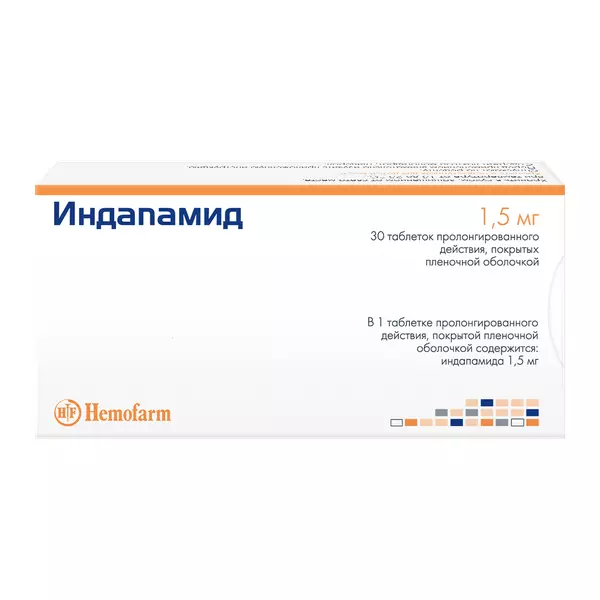 Индапамид
1,5 мг
30 таблеток пролонгированного
действия, покрытых
пленочной оболочкой
В 1 таблетке пролонгированного
действия, покрытой пленочной
оболочкой содержится:
индапамида 1,5 мг
HF Hemofarm